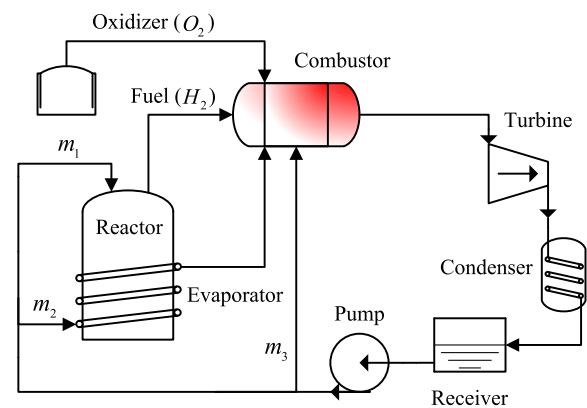 Oxidizer (O₂)
Combustor
Fuel (H₂)
Turbine
m₁
Reactor
Condenser
Evaporator
m₂
Pump
m₃
Receiver